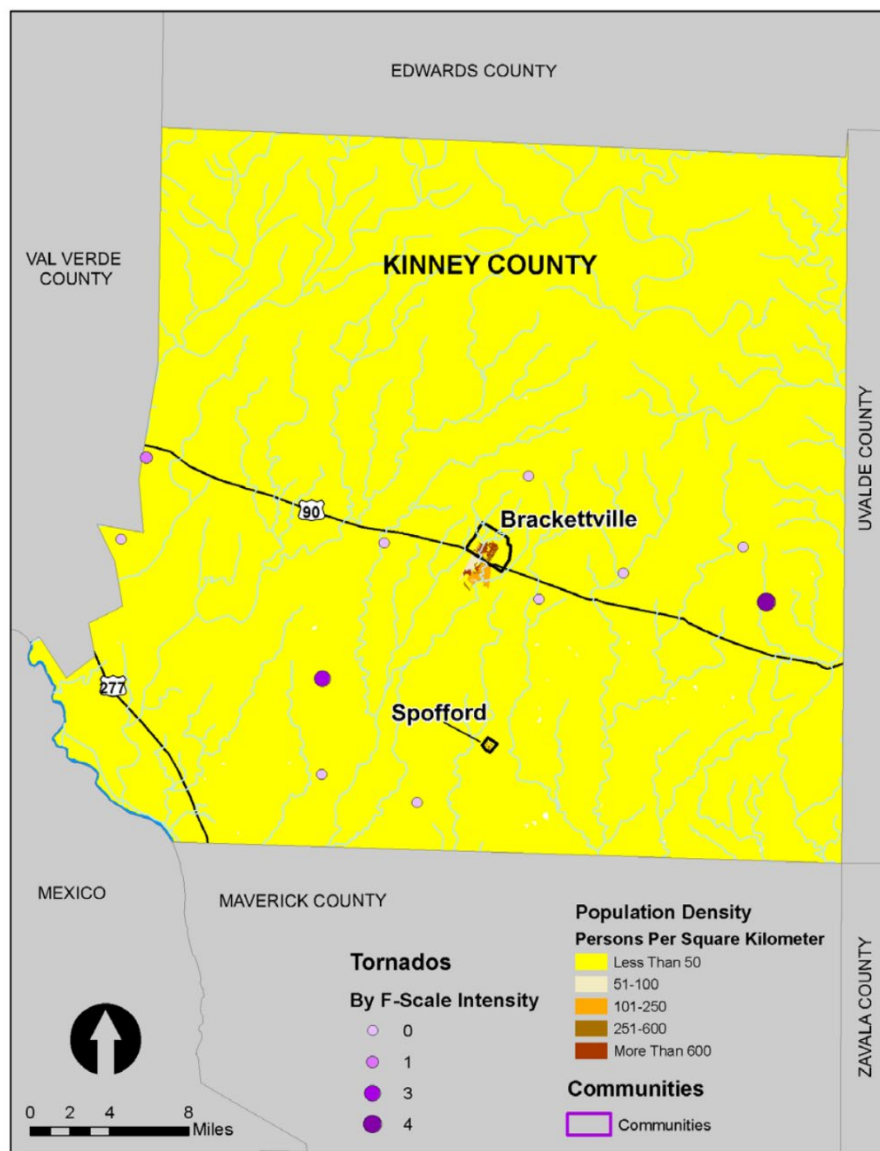 EDWARDS COUNTY
VAL VERDE
COUNTY
KINNEY COUNTY
UVALDE COUNTY
90
Brackettville
277
Spofford
MEXICO
MAVERICK COUNTY
ZAVALA COUNTY
Tornados
By F-Scale Intensity
0
1
3
4
Population Density
Persons Per Square Kilometer
Less Than 50
51-100
101-250
251-600
More Than 600
Communities
Communities
0 2 4 8
Miles